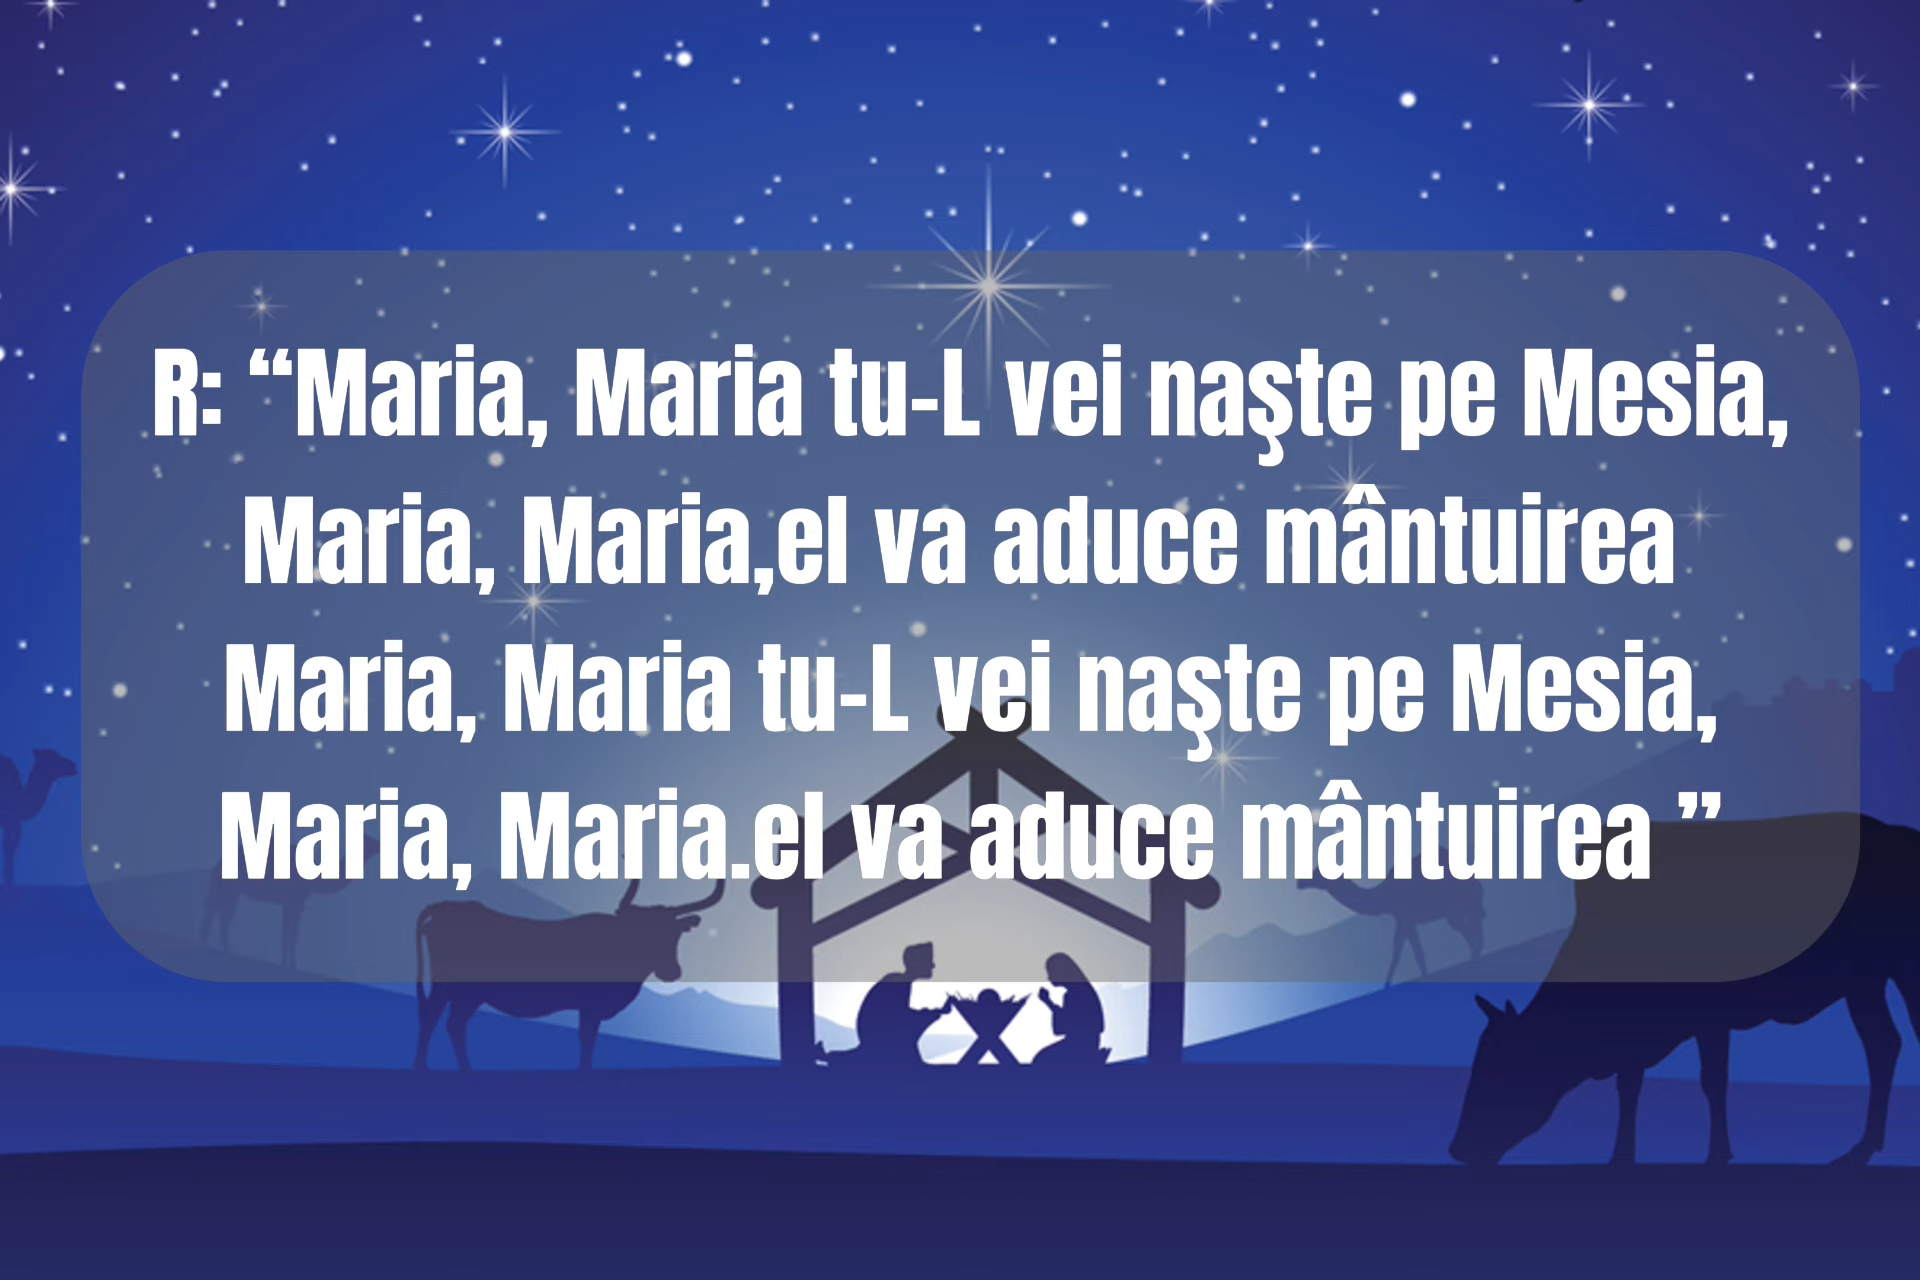 R: “Maria, Maria tu-L vei naşte pe Mesia,
Maria, Maria,el va aduce mântuirea
Maria, Maria tu-L vei naşte pe Mesia,
Maria, Maria.el va aduce mântuirea ”